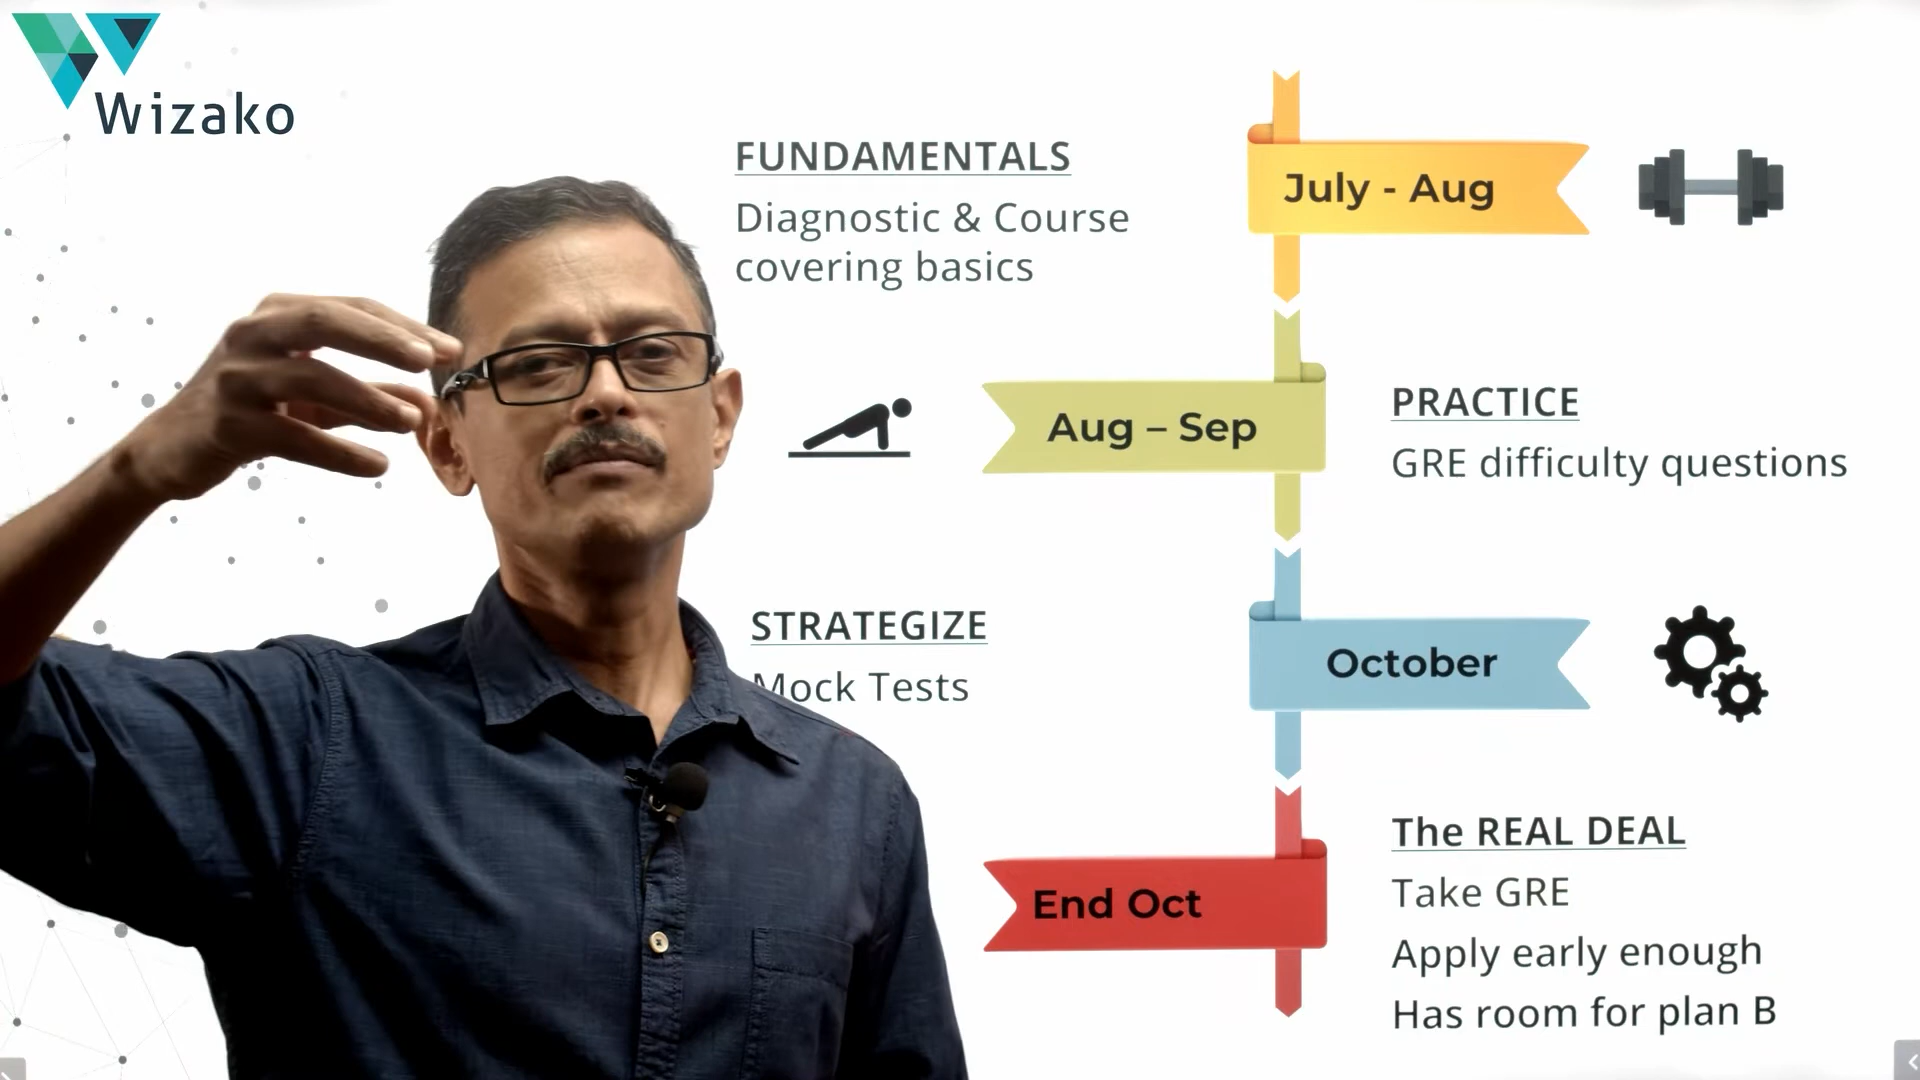 Wizako
FUNDAMENTALS
Diagnostic & Course
covering basics
July - Aug
Aug – Sep
PRACTICE
GRE difficulty questions
STRATEGIZE
Mock Tests
October
End Oct
The REAL DEAL
Take GRE
Apply early enough
Has room for plan B